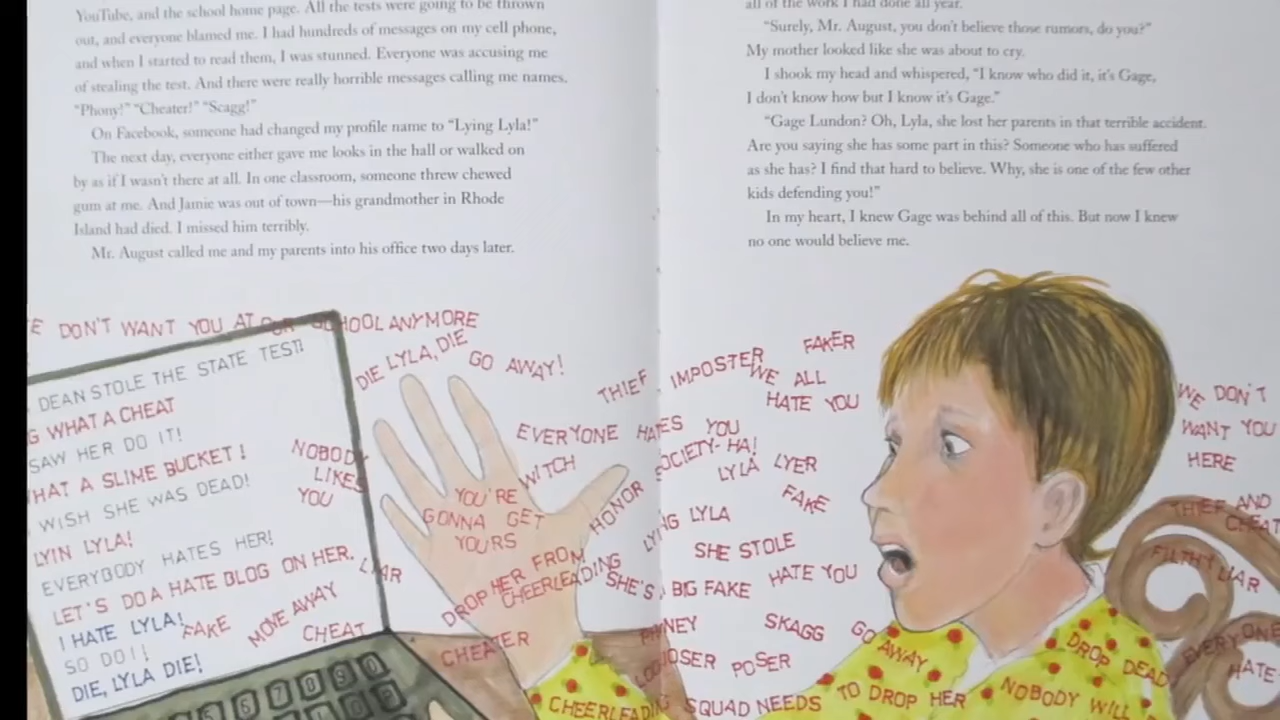 YouTube, and the school home page. All the tests were going to be thrown
out, and everyone blamed me. I had hundreds of messages on my cell phone,
and when I started to read them, I was stunned. Everyone was accusing me
of stealing the test. And there were really horrible messages calling me names.
“Phony!” “Cheater!” “Scagg!”
On Facebook, someone had changed my profile name to “Lying Lyla!”
The next day, everyone either gave me looks in the hall or walked on
by as if I wasn’t there at all. In one classroom, someone threw chewed
gum at me. And Jamie was out of town—his grandmother in Rhode
Island had died. I missed him terribly.
Mr. August called me and my parents into his office two days later.
all of the work I had done all year.
“Surely, Mr. August, you don’t believe those rumors, do you?”
My mother looked like she was about to cry.
I shook my head and whispered, “I know who did it, it’s Gage,
I don’t know how but I know it’s Gage.”
“Gage Lundon? Oh, Lyla, she lost her parents in that terrible accident.
Are you saying she has some part in this? Someone who has suffered
as she has? I find that hard to believe. Why, she is one of the few other
kids defending you!”
In my heart, I knew Gage was behind all of this. But now I knew
no one would believe me.
DON'T WANT YOU AT OUR SCHOOL ANYMORE
DEAN STOLE THE STATE TEST!
WHAT A CHEAT
SAW HER DO IT!
WHAT A SLIME BUCKET!
WISH SHE WAS DEAD!
LYIN LYLA!
EVERYBODY HATES HER!
LET'S DO A HATE BLOG ON HER.
I HATE LYLA!
SO DO I!
DIE, LYLA DIE!
FAKE
MOVE AWAY
CHEAT
NOBODY
LIKES
YOU
LIAR
DIE LYLA, DIE
GO AWAY!
THIEF
EVERYONE HATES YOU
WITCH
YOU'RE
GONNA GET
YOURS
HONOR SOCIETY-HA!
DROP HER FROM
CHEERLEADING
CHEATER
IMPOSTER
FAKER
WE ALL
HATE YOU
LYLA LYER
FAKE
LYING LYLA
SHE STOLE
SHE'S A BIG FAKE
HATE YOU
SKAGG
GO AWAY
LOOSER POSER
CHEERLEADING SQUAD NEEDS TO DROP HER
NOBODY WILL
DROP DEAD
WE DON'T
WANT YOU
HERE
THIEF AND
CHEAT
FILTHY LIAR
EVERYONE
HATE